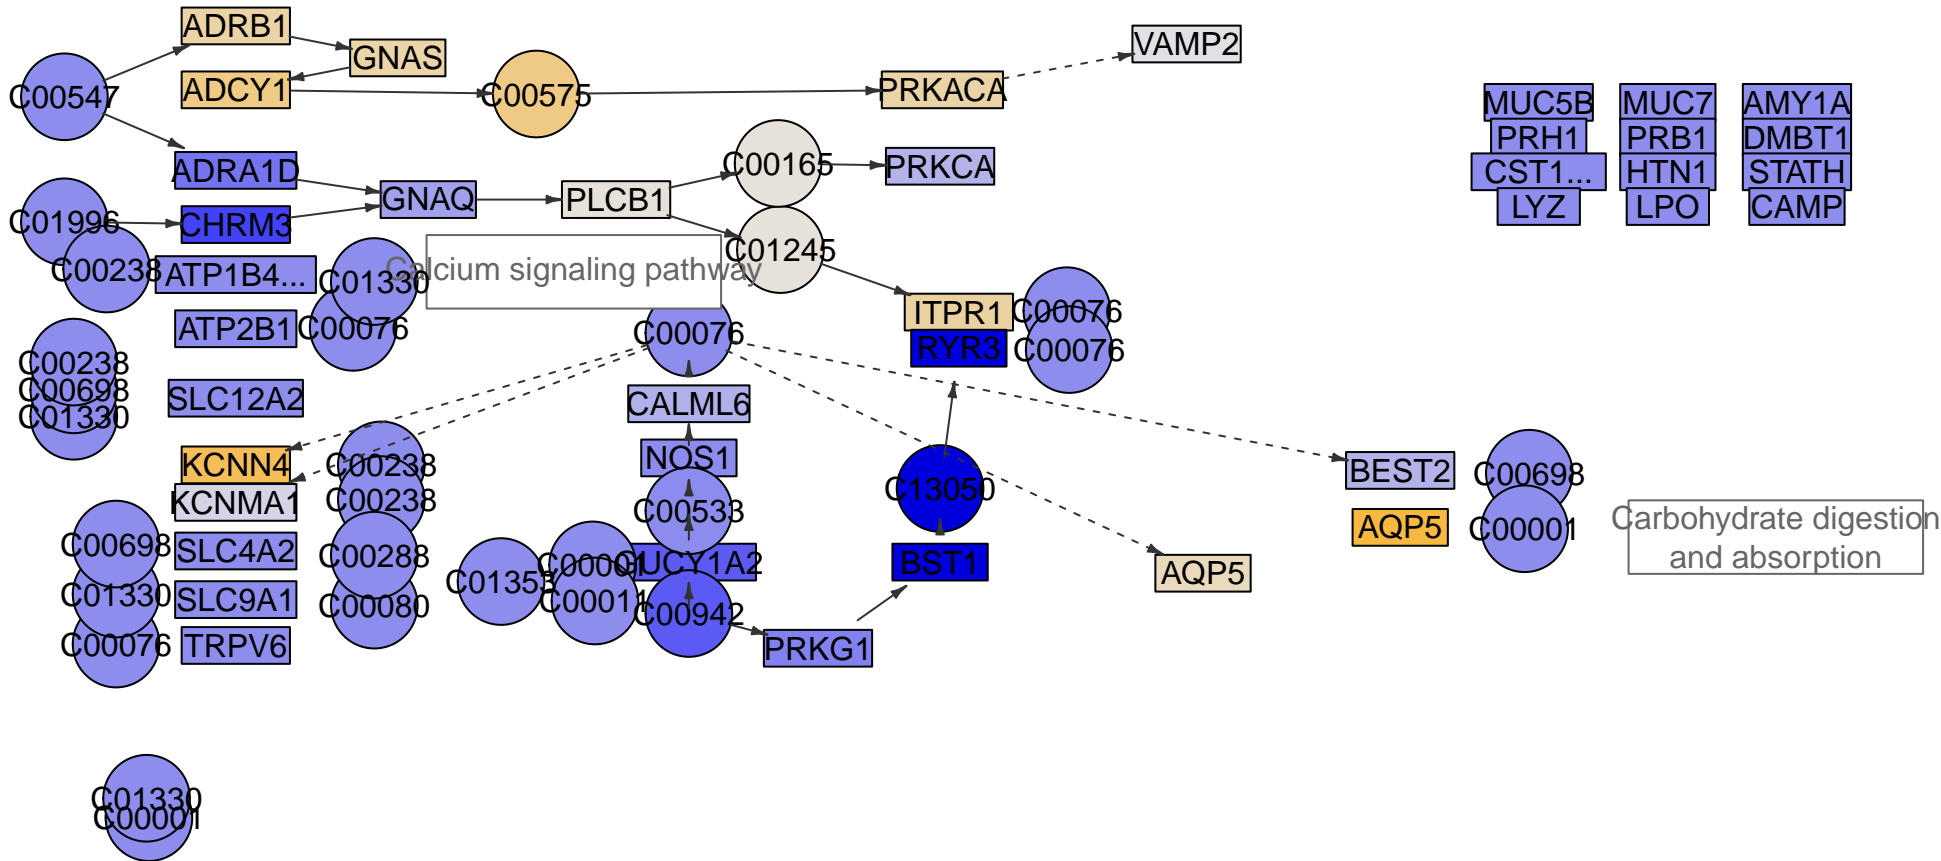 ADRB1
GNAS
VAMP2
C00547
ADCY1
C00575
PRKACA
MUC5B
MUC7
AMY1A
PRH1
PRB1
DMBT1
ADRA1D
C00165
PRKCA
CST1...
HTN1
STATH
GNAQ
PLCB1
LYZ
LPO
CAMP
C01996
CHRM3
C01245
C00238
ATP1B4...
C01330
Calcium signaling pathway
ATP2B1
C00076
C00076
ITPR1
C00076
RYR3
C00076
C00238
C00698
C01330
SLC12A2
CALML6
KCNN4
C00238
NOS1
BEST2
C00698
KCNMA1
C00238
C00533
C13050
AQP5
C00001
Carbohydrate digestion
and absorption
C00698
SLC4A2
C00288
C00001
GUCY1A2
BST1
AQP5
C01353
C01330
SLC9A1
C00080
C00011
C00942
C00076
TRPV6
PRKG1
C01330
C00001